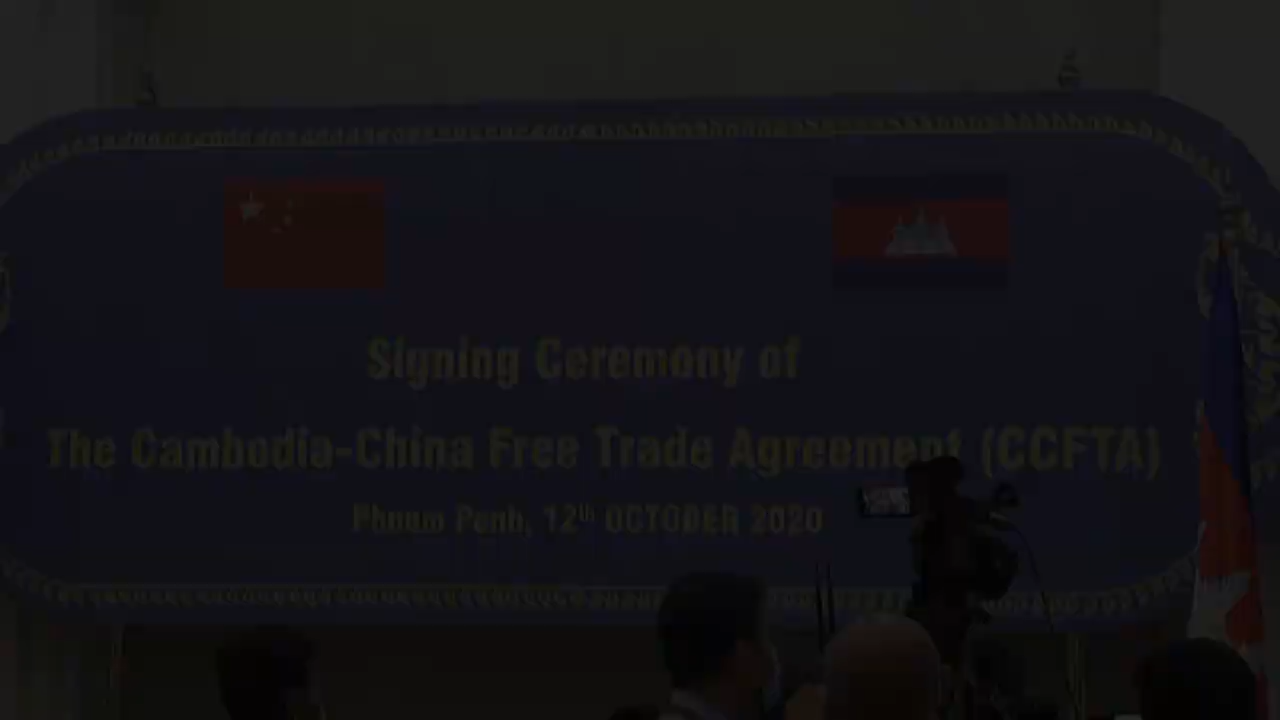 Signing Ceremony of
The Cambodia-China Free Trade Agreement (CCFTA)
Phnom Penh, 12th OCTOBER 2020